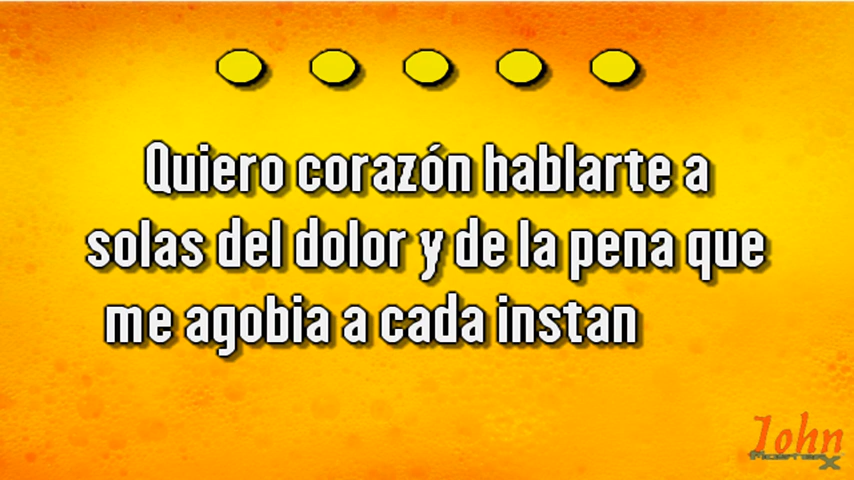 Quiero corazón hablarte a
solas del dolor y de la pena que
me agobia a cada instan
John